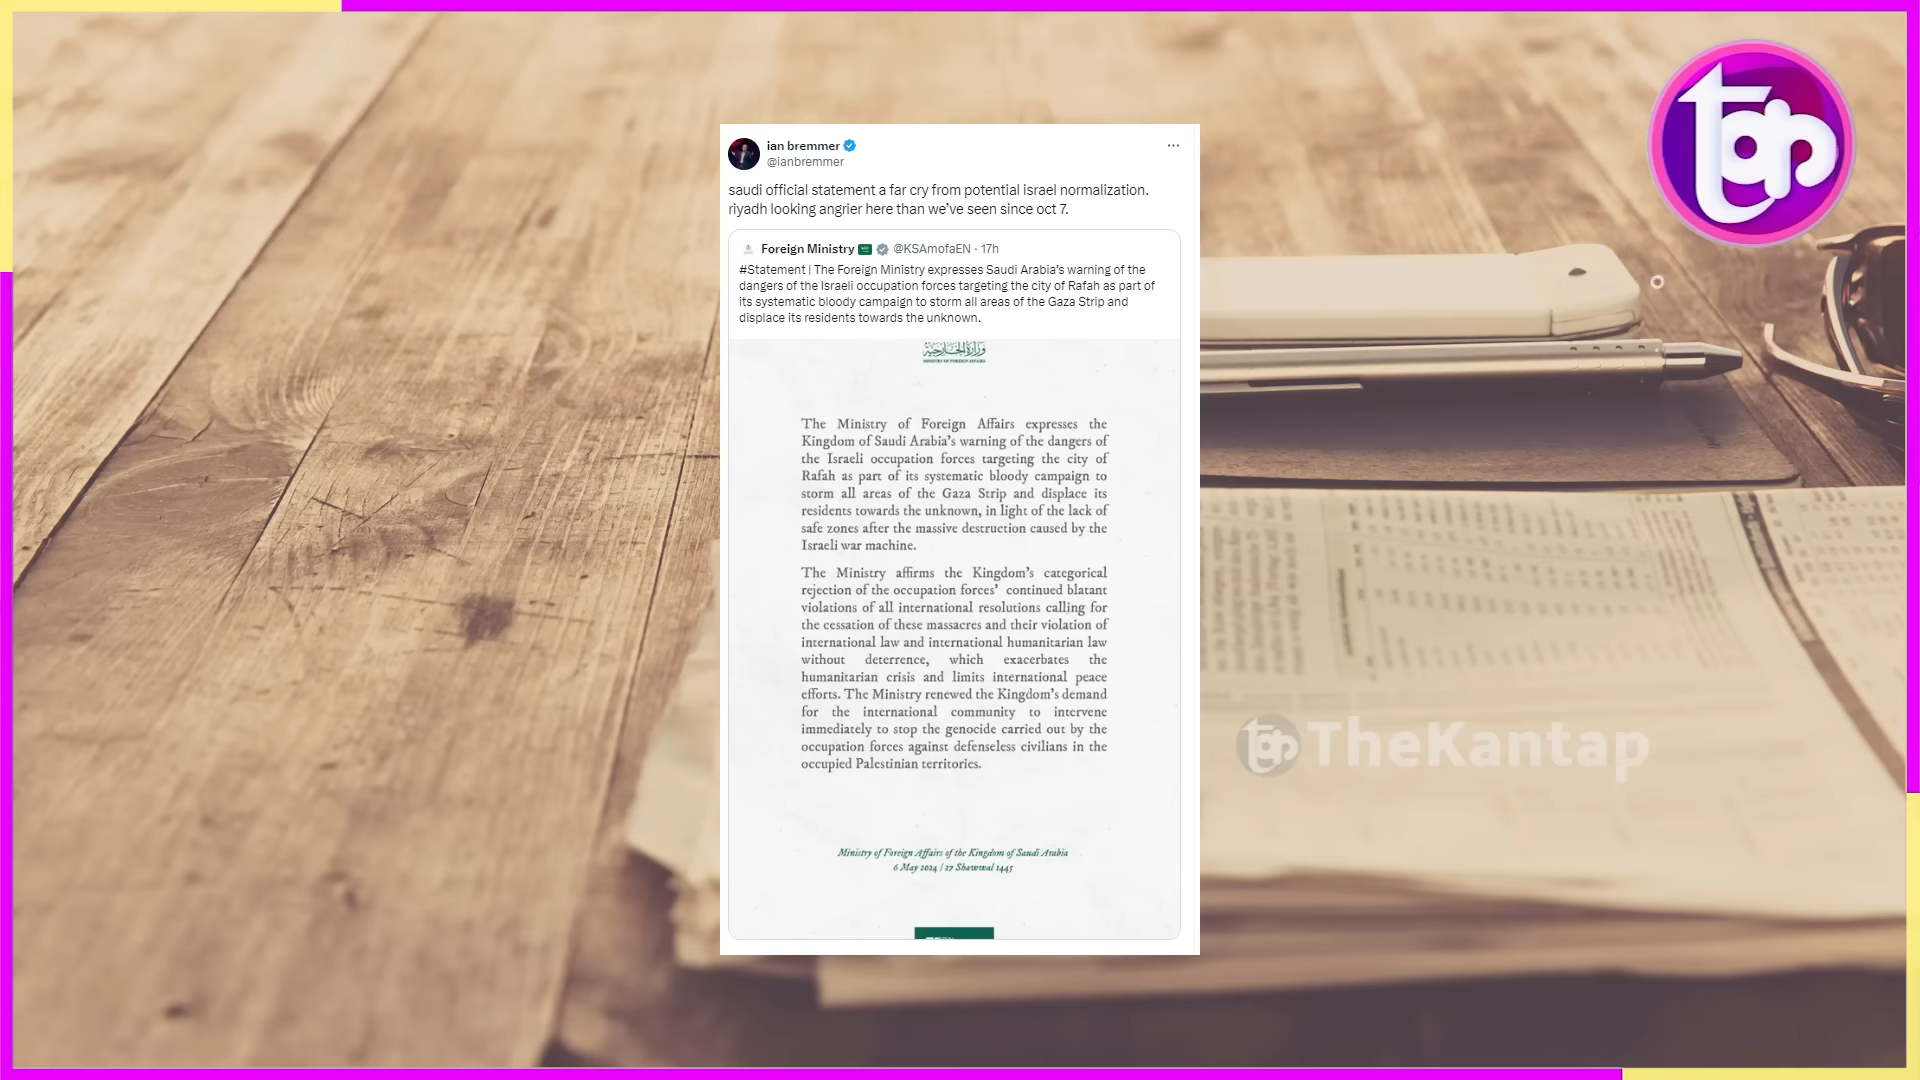 ian bremmer
@ianbremmer
saudi official statement a far cry from potential israel normalization.
riyadh looking angrier here than we've seen since oct 7.
Foreign Ministry @KSAmofaEN · 17h
#Statement | The Foreign Ministry expresses Saudi Arabia's warning of the
dangers of the Israeli occupation forces targeting the city of Rafah as part of
its systematic bloody campaign to storm all areas of the Gaza Strip and
displace its residents towards the unknown.
وزارة الخارجية
MINISTRY OF FOREIGN AFFAIRS
The Ministry of Foreign Affairs expresses the
Kingdom of Saudi Arabia's warning of the dangers of
the Israeli occupation forces targeting the city of
Rafah as part of its systematic bloody campaign to
storm all areas of the Gaza Strip and displace its
residents towards the unknown, in light of the lack of
safe zones after the massive destruction caused by the
Israeli war machine.
The Ministry affirms the Kingdom's categorical
rejection of the occupation forces' continued blatant
violations of all international resolutions calling for
the cessation of these massacres and their violation of
international law and international humanitarian law
without deterrence, which exacerbates the
humanitarian crisis and limits international peace
efforts. The Ministry renewed the Kingdom's demand
for the international community to intervene
immediately to stop the genocide carried out by the
occupation forces against defenseless civilians in the
occupied Palestinian territories.
Ministry of Foreign Affairs of the Kingdom of Saudi Arabia
6 May 2024 / 27 Shawwal 1445
TheKantap